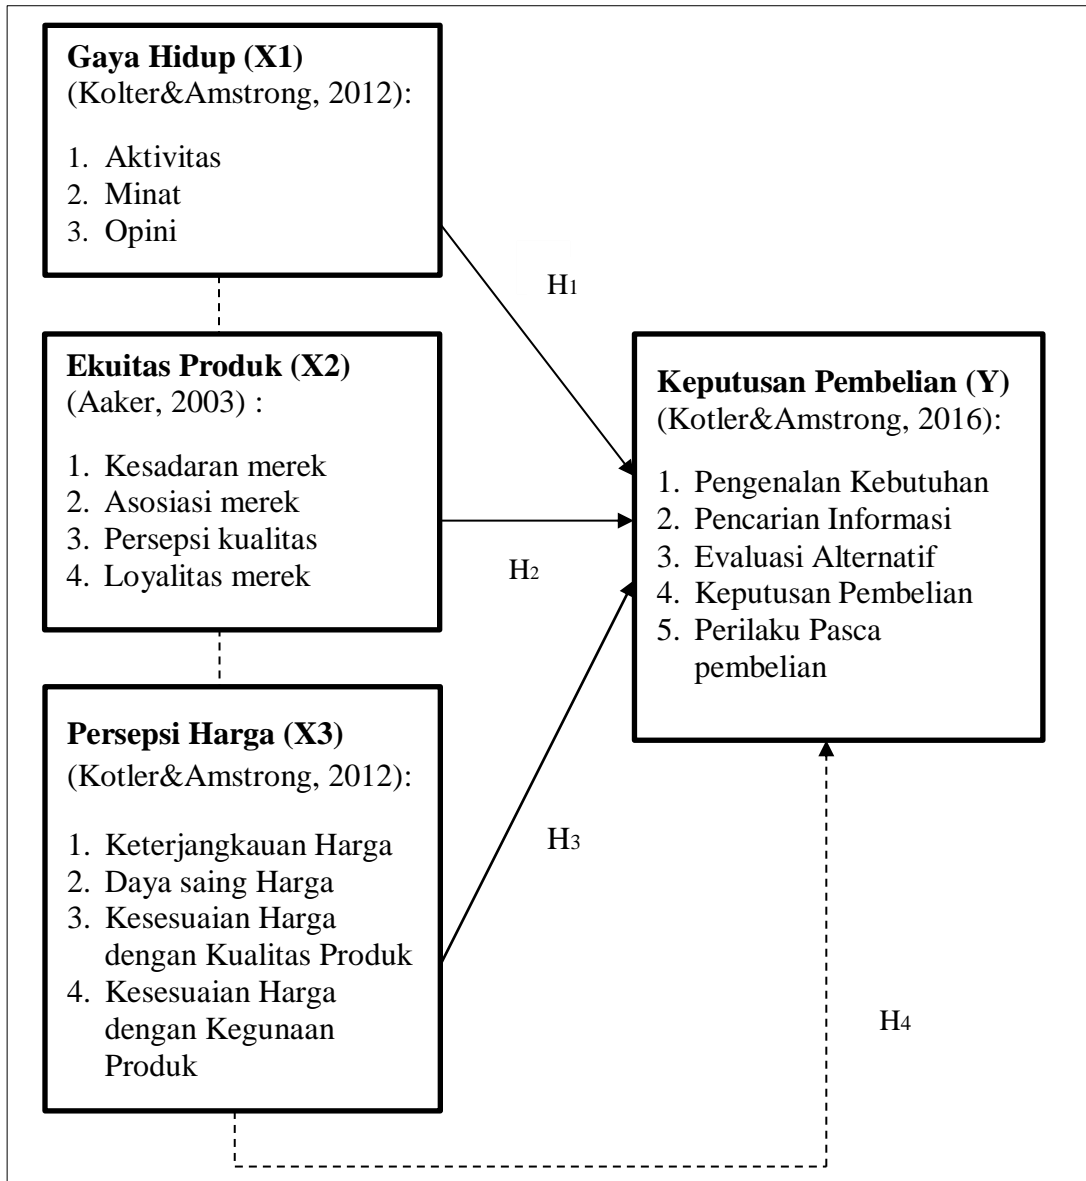 Gaya Hidup (X1)
(Kolter&Amstrong, 2012):
1. Aktivitas
2. Minat
3. Opini
H1
Ekuitas Produk (X2)
(Aaker, 2003) :
1. Kesadaran merek
2. Asosiasi merek
3. Persepsi kualitas
4. Loyalitas merek
H2
Keputusan Pembelian (Y)
(Kotler&Amstrong, 2016):
1. Pengenalan Kebutuhan
2. Pencarian Informasi
3. Evaluasi Alternatif
4. Keputusan Pembelian
5. Perilaku Pasca
pembelian
Persepsi Harga (X3)
(Kotler&Amstrong, 2012):
1. Keterjangkauan Harga
2. Daya saing Harga
3. Kesesuaian Harga
dengan Kualitas Produk
4. Kesesuaian Harga
dengan Kegunaan
Produk
H3
H4